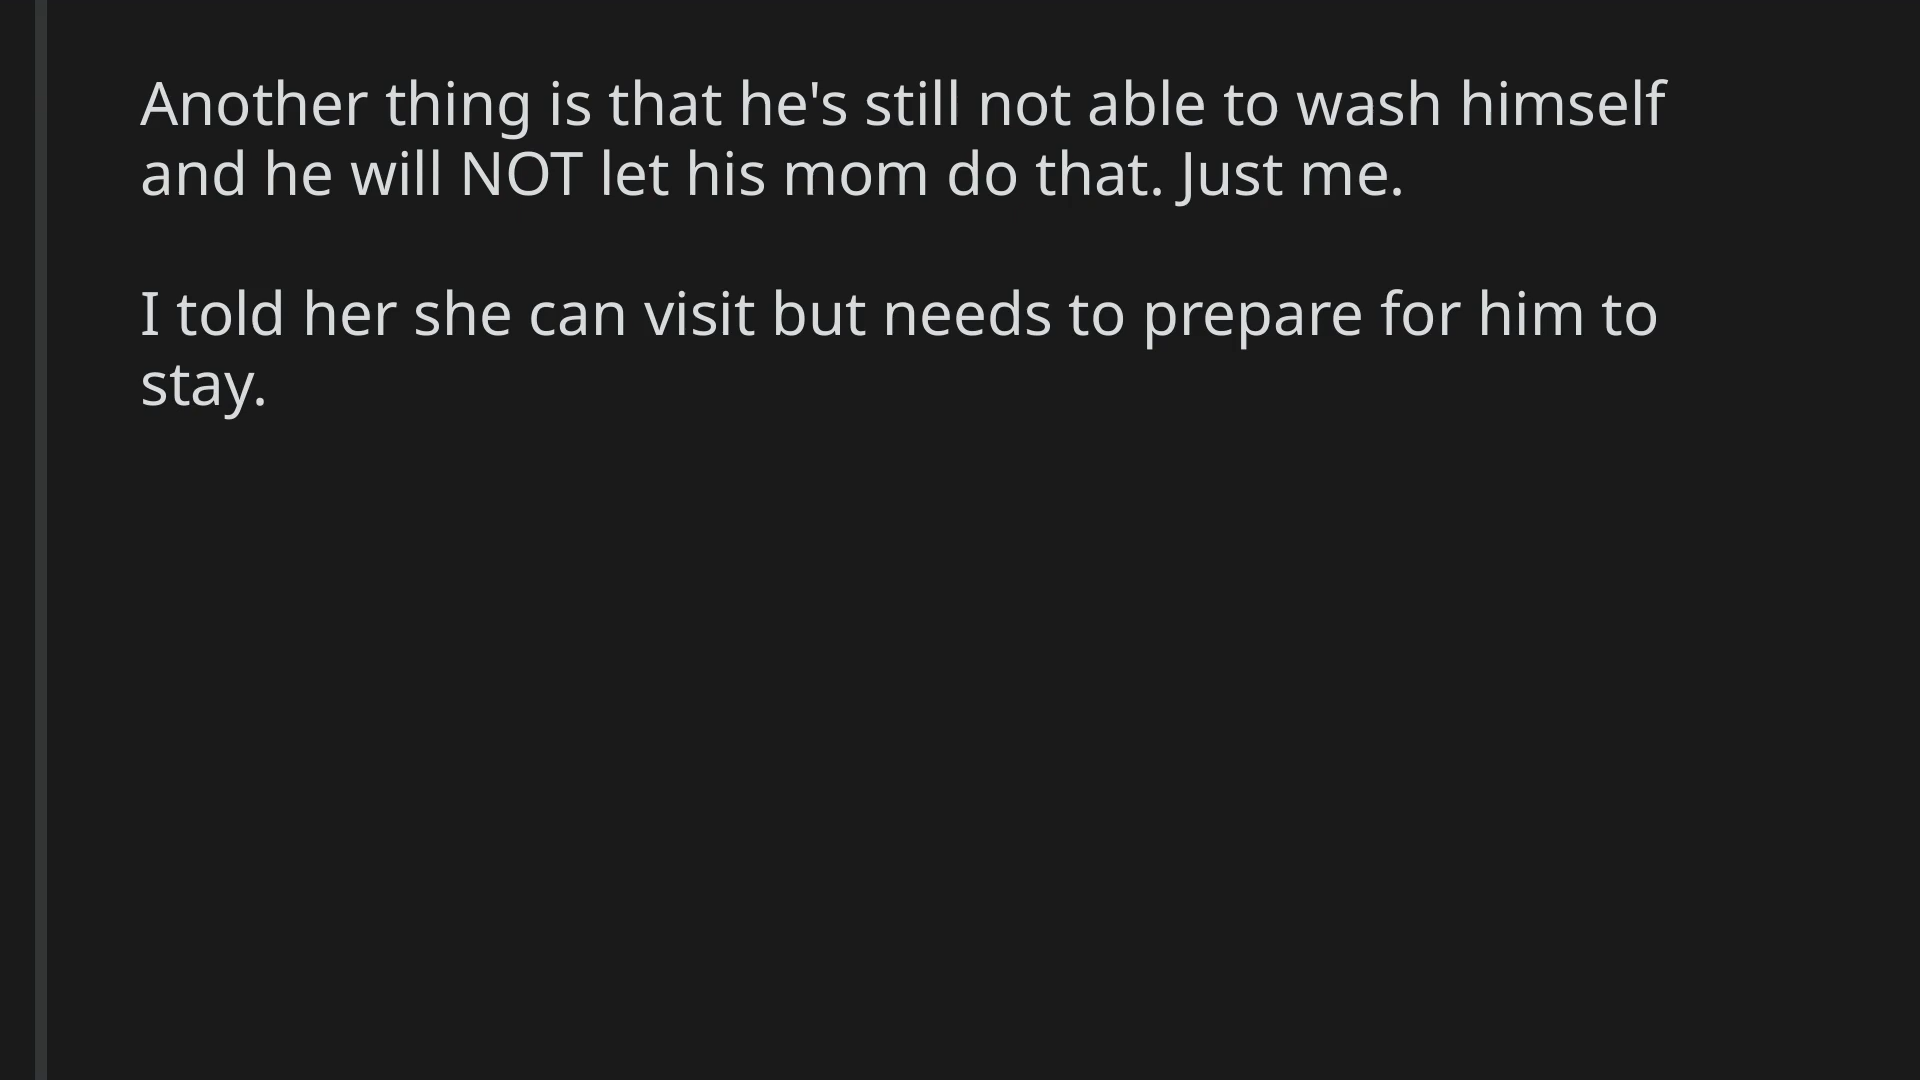 Another thing is that he's still not able to wash himself
and he will NOT let his mom do that. Just me.
I told her she can visit but needs to prepare for him to
stay.